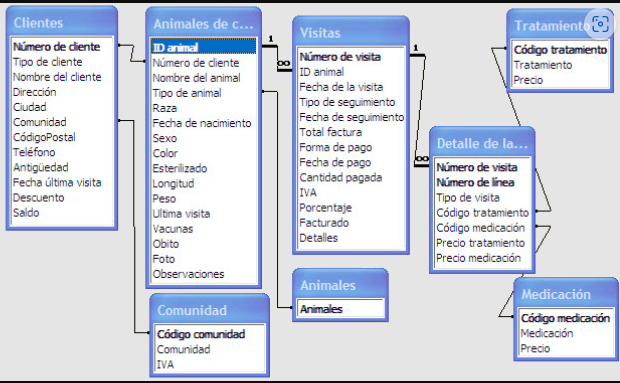 Clientes
Número de cliente
Tipo de cliente
Nombre del cliente
Dirección
Ciudad
Comunidad
CódigoPostal
Teléfono
Antigüedad
Fecha última visita
Descuento
Saldo
Animales de c...
ID animal
Número de cliente
Nombre del animal
Tipo de animal
Raza
Fecha de nacimiento
Sexo
Color
Esterilizado
Longitud
Peso
Ultima visita
Vacunas
Obito
Foto
Observaciones
1
∞
Visitas
Número de visita
ID animal
Fecha de la visita
Tipo de seguimiento
Fecha de seguimiento
Total factura
Forma de pago
Fecha de pago
Cantidad pagada
IVA
Porcentaje
Facturado
Detalles
1
∞
Detalle de la...
Número de visita
Número de línea
Tipo de visita
Código tratamiento
Código medicación
Precio tratamiento
Precio medicación
Tratamiento
Código tratamiento
Tratamiento
Precio
Comunidad
Código comunidad
Comunidad
IVA
Animales
Animales
Medicación
Código medicación
Medicación
Precio